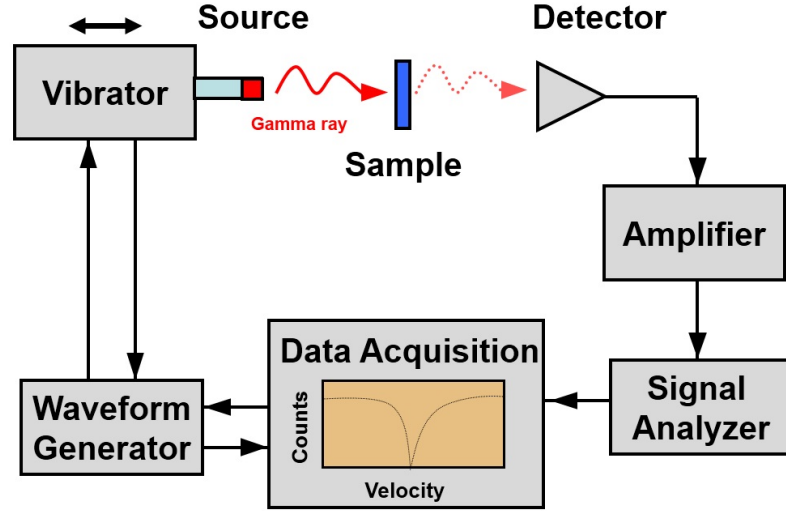 Source
Detector
Vibrator
Gamma ray
Sample
Amplifier
Data Acquisition
Counts
Velocity
Waveform
Generator
Signal
Analyzer